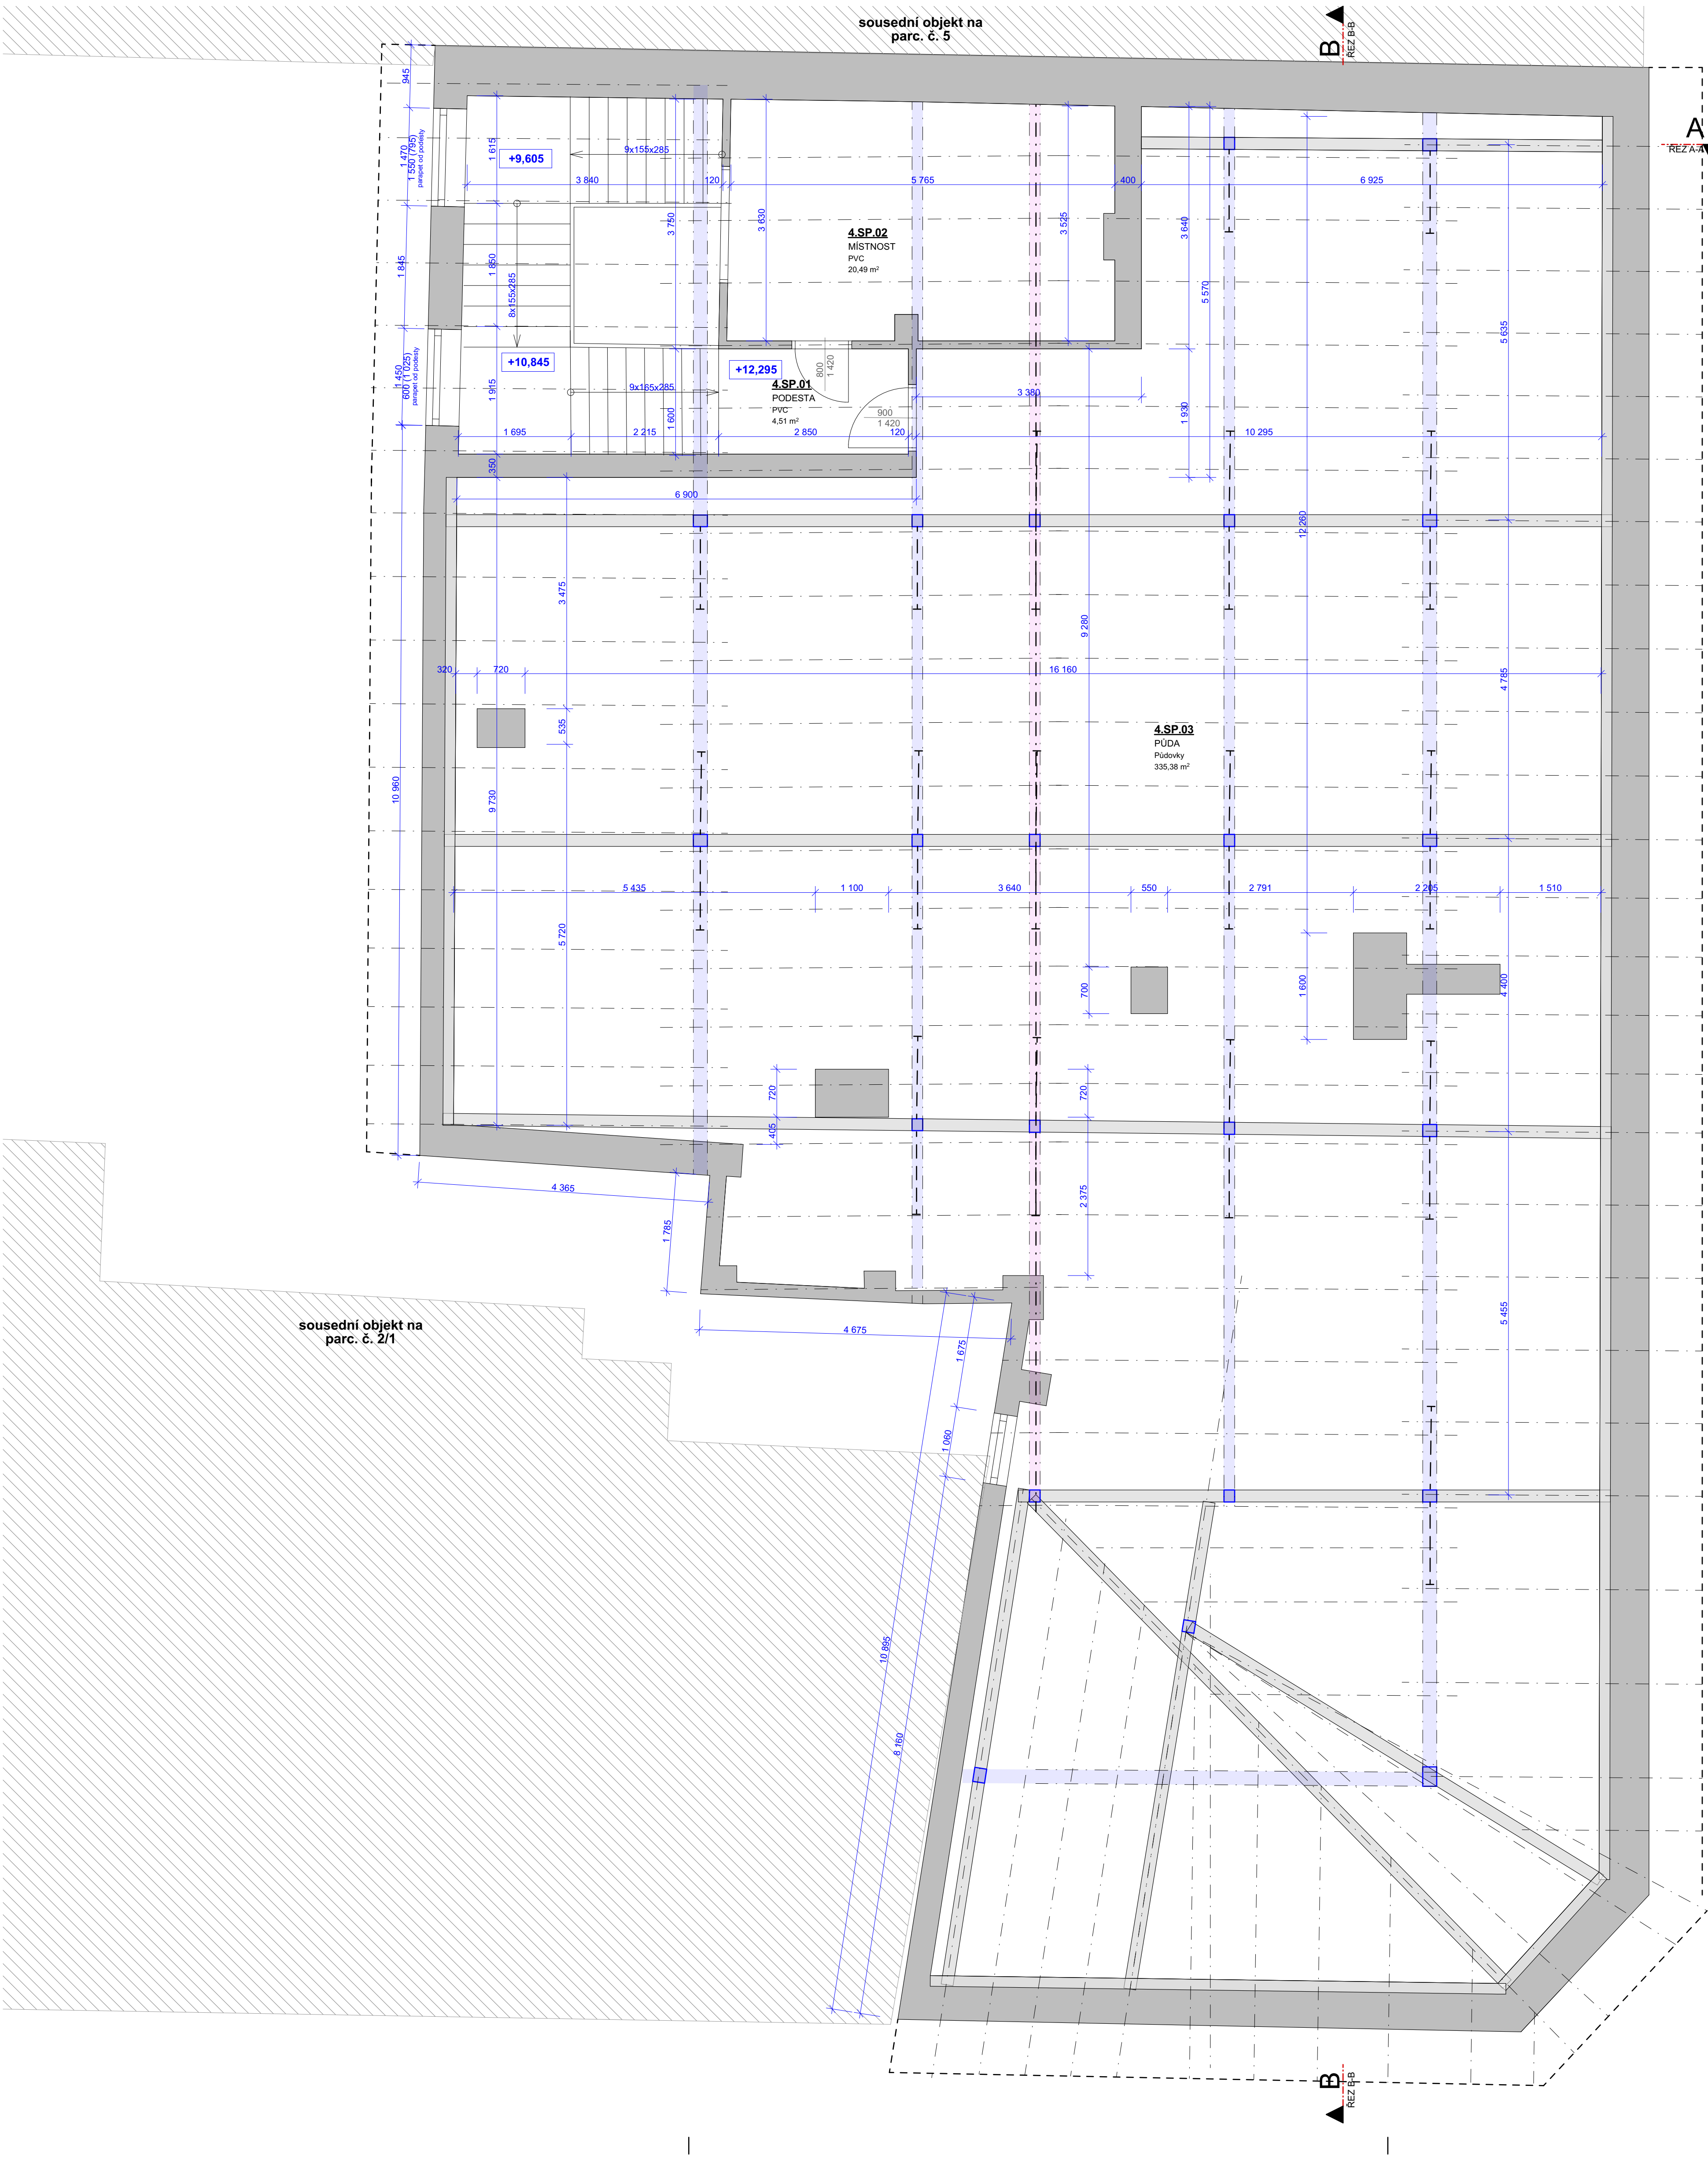 sousední objekt na
parc. č. 5
B
ŘEZ B-B
A
ŘEZ A-A
945
1 470
1 550 (795)
parapet od podesty
1 615
+9,605
9x155x285
3 840
120
5 765
400
6 925
3 750
3 630
3 525
3 640
5 570
4.SP.02
MÍSTNOST
PVC
20,49 m²
1 845
1 850
8x155x285
5 635
+10,845
+12,295
800
1 420
1 450
600 (1 025)
parapet od podesty
1 915
9x165x285
4.SP.01
PODESTA
PVC
4,51 m²
1 600
900
1 420
3 380
1 930
1 695
2 215
2 850
120
10 295
350
6 900
12 260
3 475
9 280
320
720
16 160
4 785
535
4.SP.03
PŮDA
Půdovky
335,38 m²
10 960
9 730
5 435
1 100
3 640
550
2 791
2 205
1 510
5 720
700
1 600
4 400
720
720
405
4 365
1 785
2 375
sousední objekt na
parc. č. 2/1
4 675
1 675
5 455
1 060
10 895
8 160
B
ŘEZ B-B